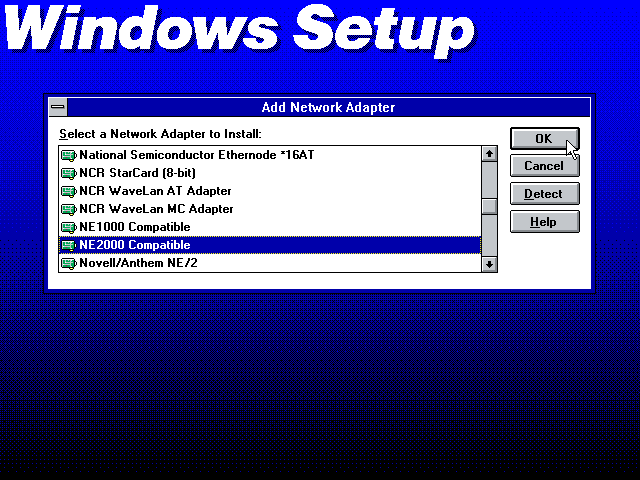 Windows Setup
Add Network Adapter
Select a Network Adapter to Install:
National Semiconductor Ethernode *16AT
NCR StarCard (8-bit)
NCR WaveLan AT Adapter
NCR WaveLan MC Adapter
NE1000 Compatible
NE2000 Compatible
Novell/Anthem NE/2
OK
Cancel
Detect
Help